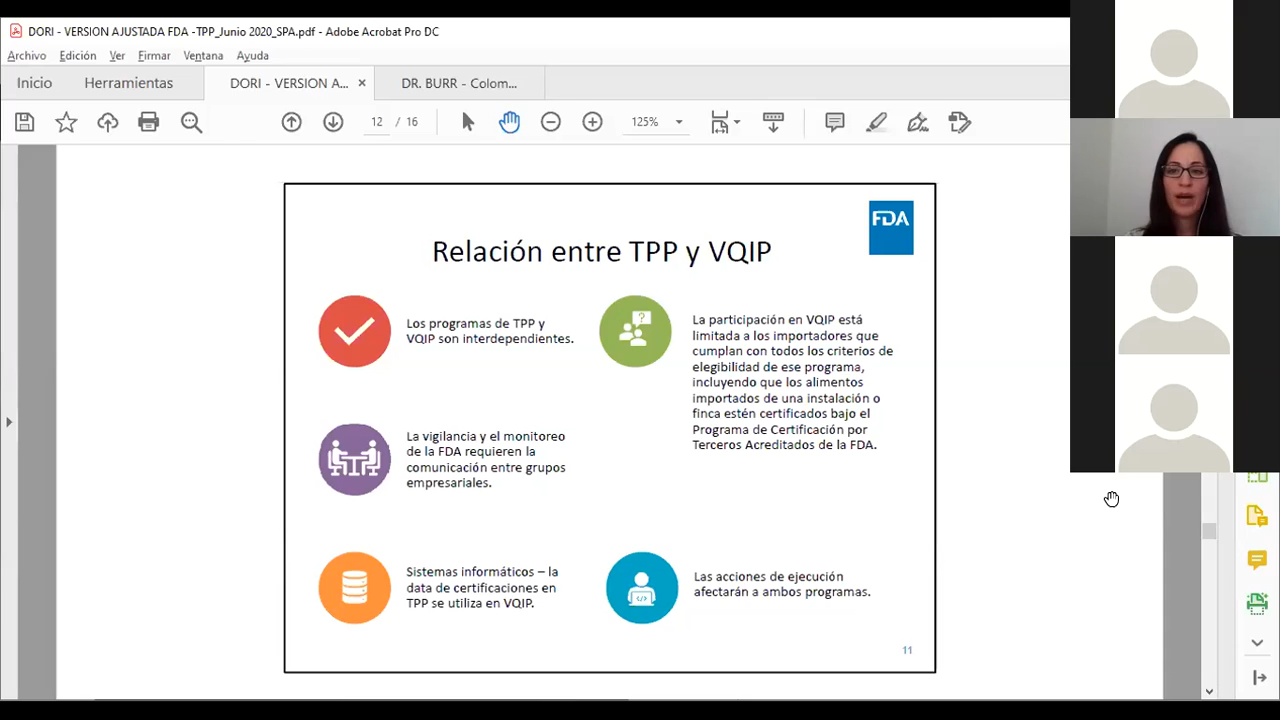 DORI - VERSION AJUSTADA FDA -TPP_Junio 2020_SPA.pdf - Adobe Acrobat Pro DC
Archivo Edición Ver Firmar Ventana Ayuda
Inicio Herramientas DORI - VERSION A... × DR. BURR - Colom...
12 / 16 125%
FDA
Relación entre TPP y VQIP
Los programas de TPP y
VQIP son interdependientes.
La vigilancia y el monitoreo
de la FDA requieren la
comunicación entre grupos
empresariales.
Sistemas informáticos – la
data de certificaciones en
TPP se utiliza en VQIP.
?
La participación en VQIP está
limitada a los importadores que
cumplan con todos los criterios de
elegibilidad de ese programa,
incluyendo que los alimentos
importados de una instalación o
finca estén certificados bajo el
Programa de Certificación por
Terceros Acreditados de la FDA.
</>
Las acciones de ejecución
afectarán a ambos programas.
11